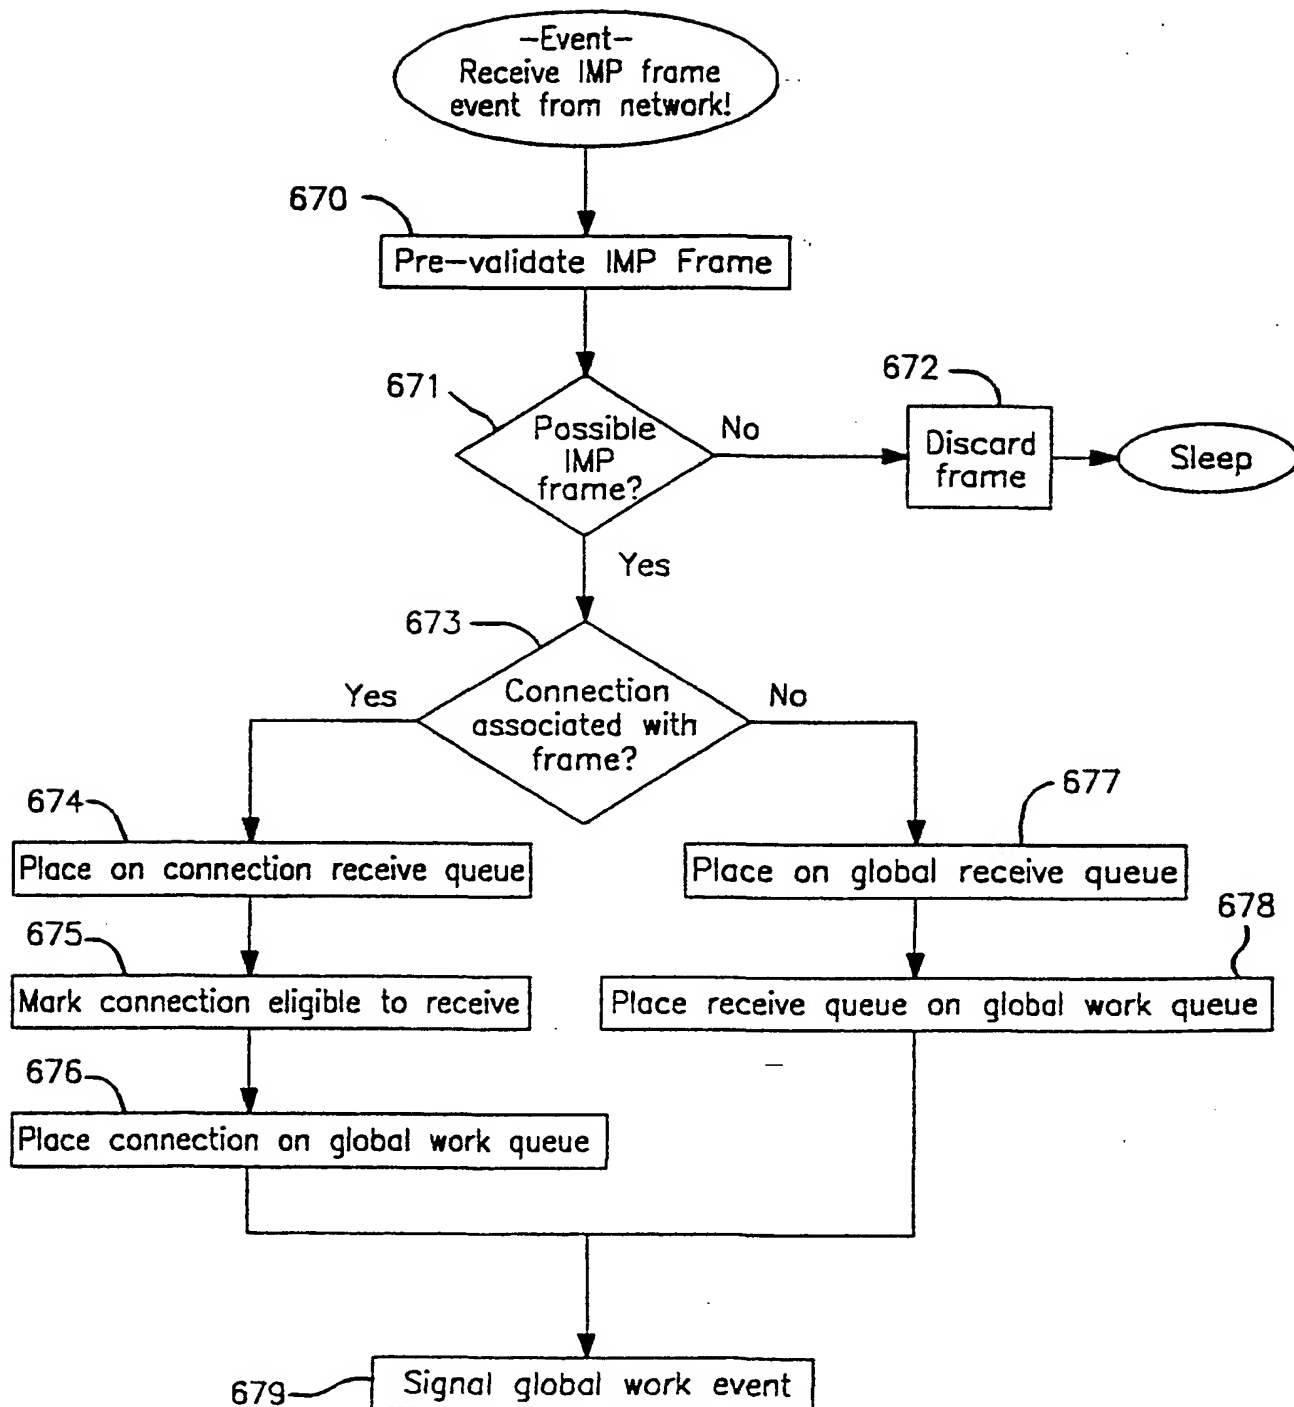 -Event-
Receive IMP frame
event from network!
670
Pre-validate IMP Frame
671
Possible
IMP
frame?
No
672
Discard
frame
Sleep
Yes
673
Connection
associated with
frame?
Yes
No
674
Place on connection receive queue
677
Place on global receive queue
675
Mark connection eligible to receive
678
Place receive queue on global work queue
676
Place connection on global work queue
679
Signal global work event